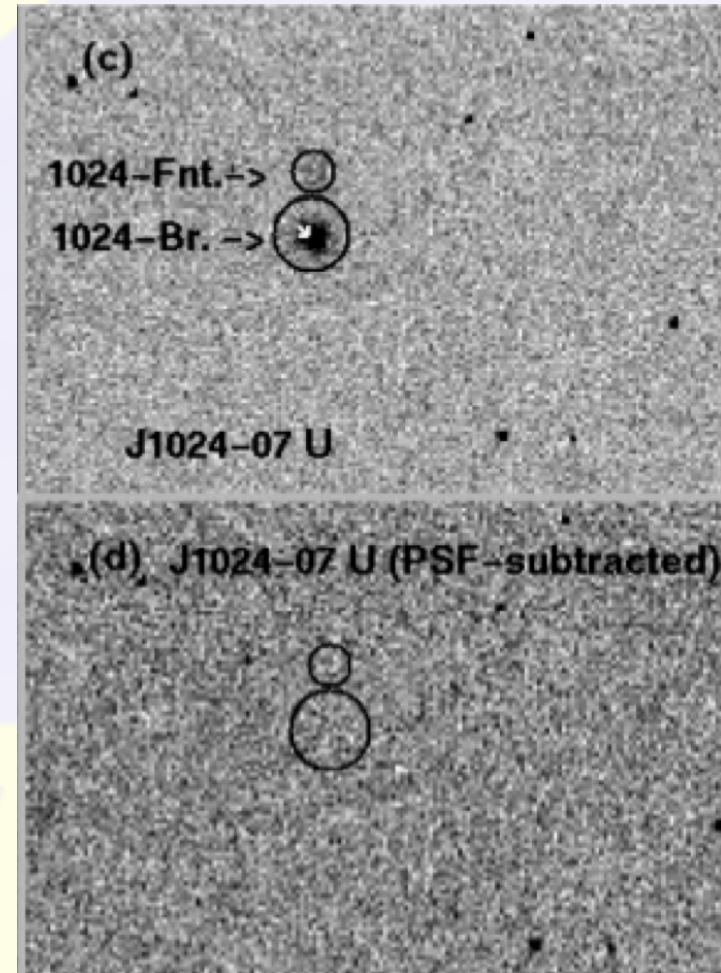 (c)
1024–Fnt.–>
1024–Br. –>
J1024–07 U
(d) J1024–07 U (PSF–subtracted)